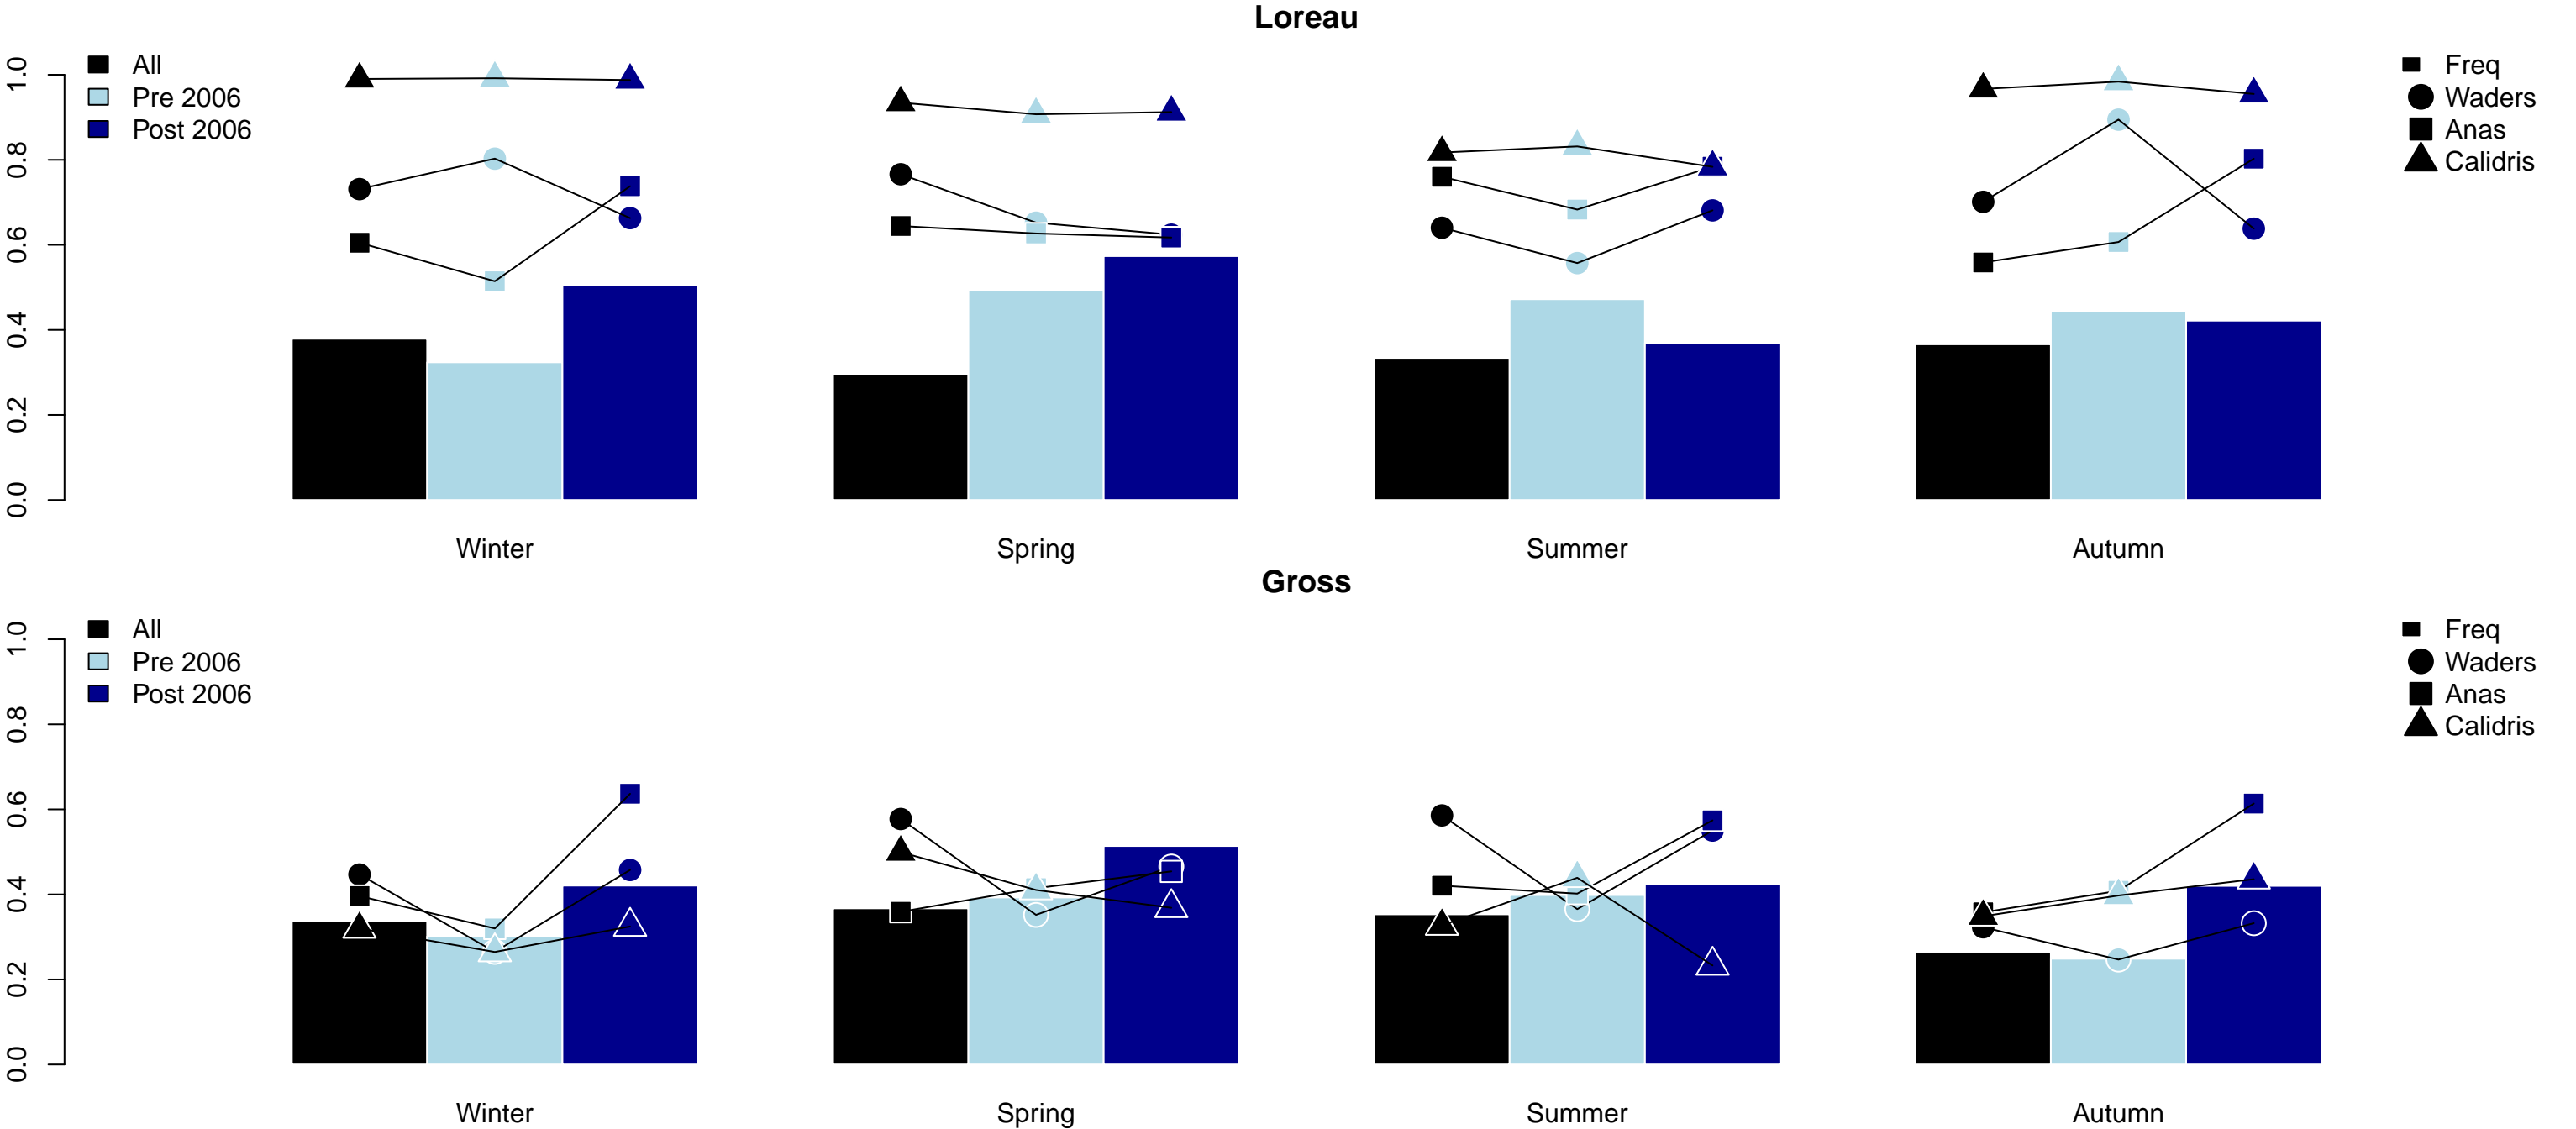 Loreau
1.0
0.8
0.6
0.4
0.2
0.0
All
Pre 2006
Post 2006
Freq
Waders
Anas
Calidris
Winter
Spring
Summer
Autumn
Gross
1.0
0.8
0.6
0.4
0.2
0.0
All
Pre 2006
Post 2006
Freq
Waders
Anas
Calidris
Winter
Spring
Summer
Autumn